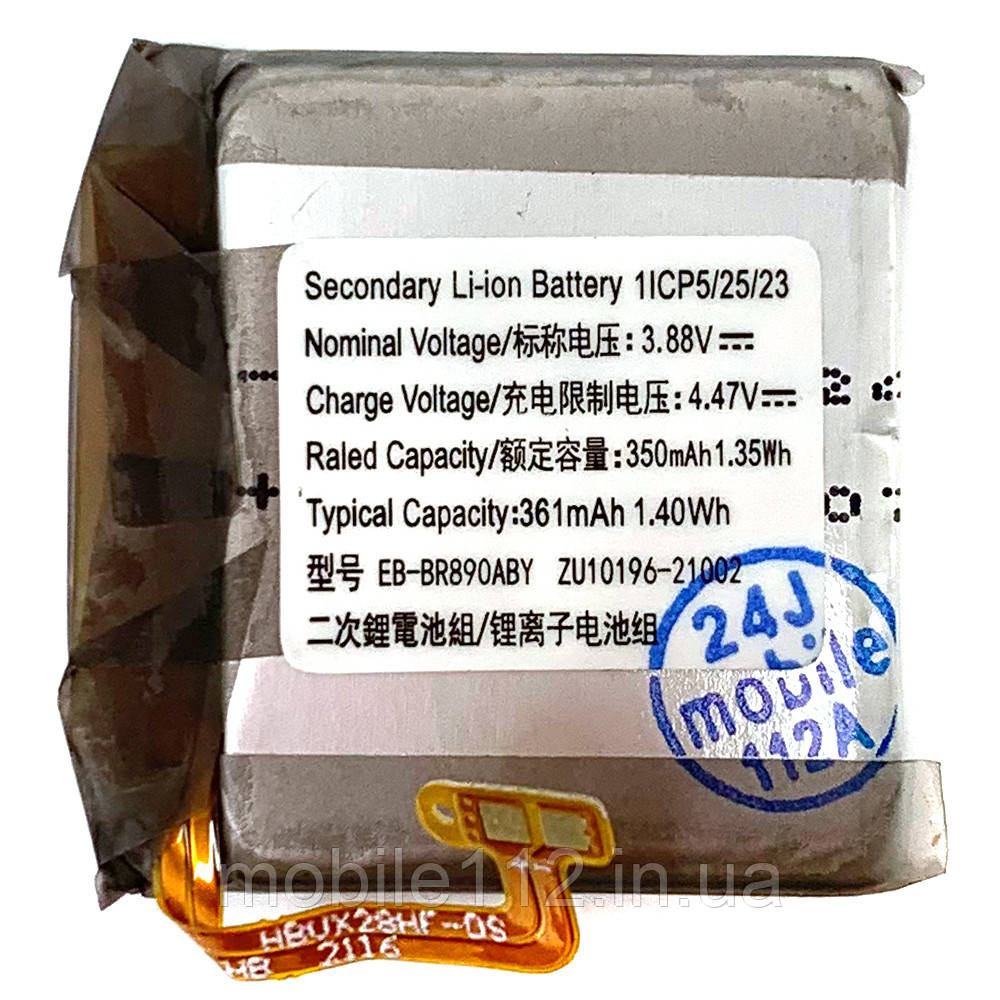 Secondary Li-ion Battery 1ICP5/25/23
Nominal Voltage/标称电压: 3.88V⎓
Charge Voltage/充电限制电压: 4.47V⎓
Raled Capacity/额定容量: 350mAh1.35Wh
Typical Capacity:361mAh 1.40Wh
型号 EB-BR890ABY ZU10196-21002
二次鋰電池組/锂离子电池组
24J
mobile
112A
mobile112.in.ua
HBUX28HF-DS
HB 2116